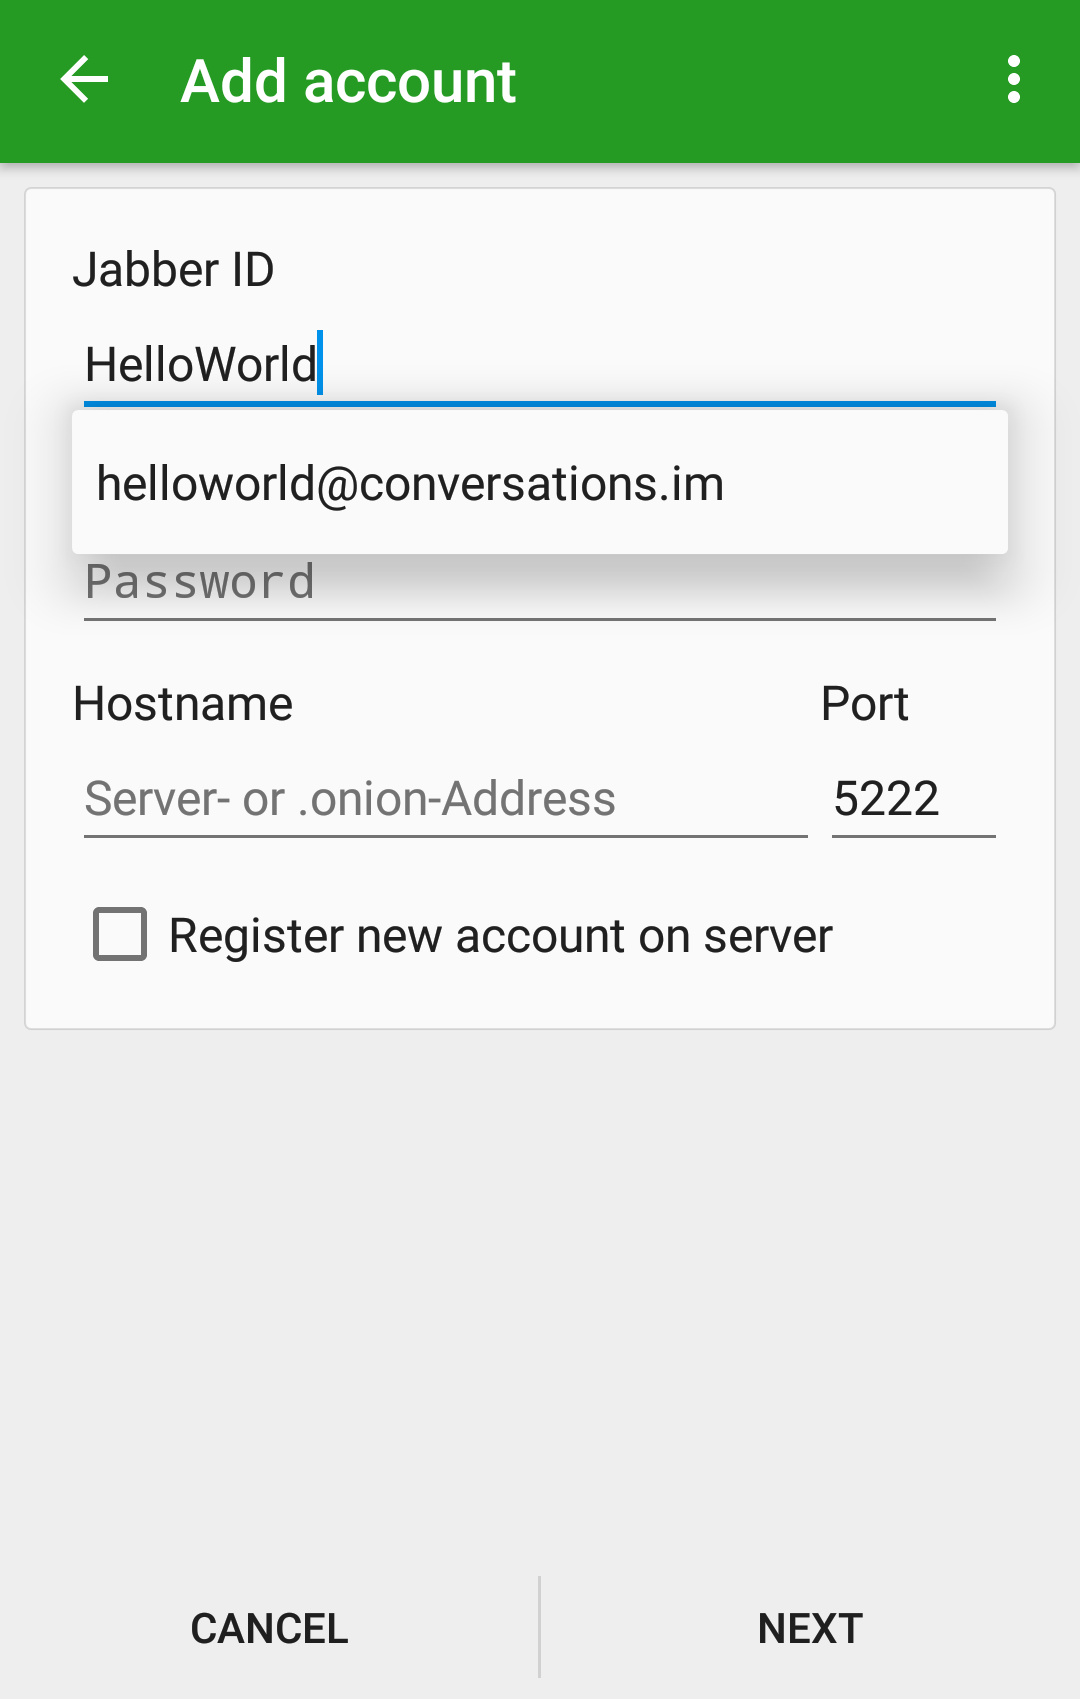 Add account
Jabber ID
HelloWorld
helloworld@conversations.im
Password
Hostname Port
Server- or .onion-Address 5222
Register new account on server
CANCEL NEXT